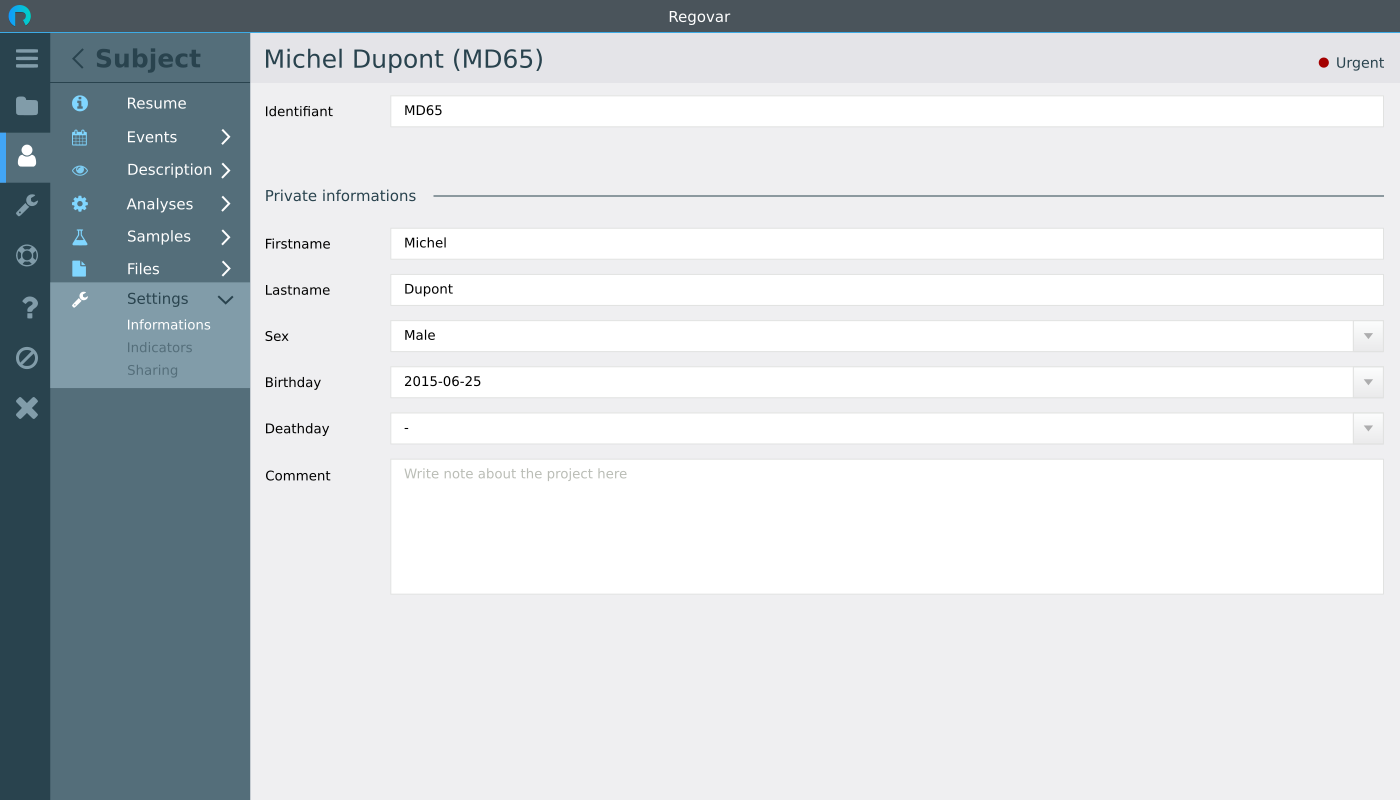 Regovar
Subject
Michel Dupont (MD65)
Urgent
Resume
Events
Description
Analyses
Samples
Files
Settings
Informations
Indicators
Sharing
Identifiant MD65
Private informations
Firstname Michel
Lastname Dupont
Sex Male
Birthday 2015-06-25
Deathday -
Comment Write note about the project here